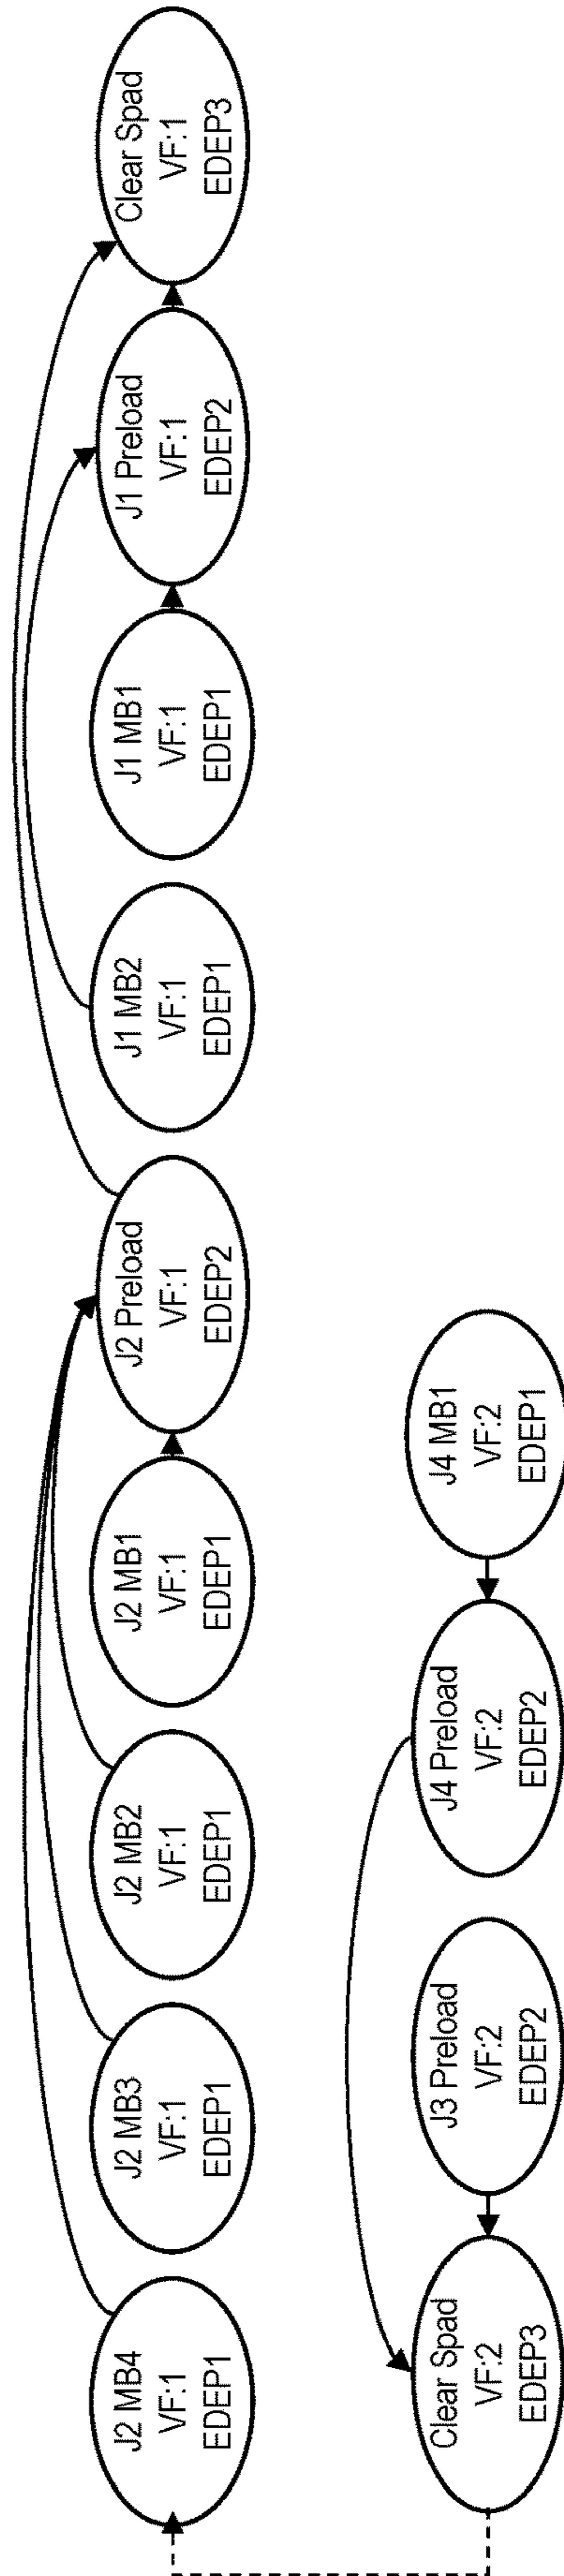 J2 MB4
VF:1
EDEP1
J2 MB3
VF:1
EDEP1
J2 MB2
VF:1
EDEP1
J2 MB1
VF:1
EDEP1
J2 Preload
VF:1
EDEP2
J1 MB2
VF:1
EDEP1
J1 MB1
VF:1
EDEP1
J1 Preload
VF:1
EDEP2
Clear Spad
VF:1
EDEP3
Clear Spad
VF:2
EDEP3
J3 Preload
VF:2
EDEP2
J4 Preload
VF:2
EDEP2
J4 MB1
VF:2
EDEP1